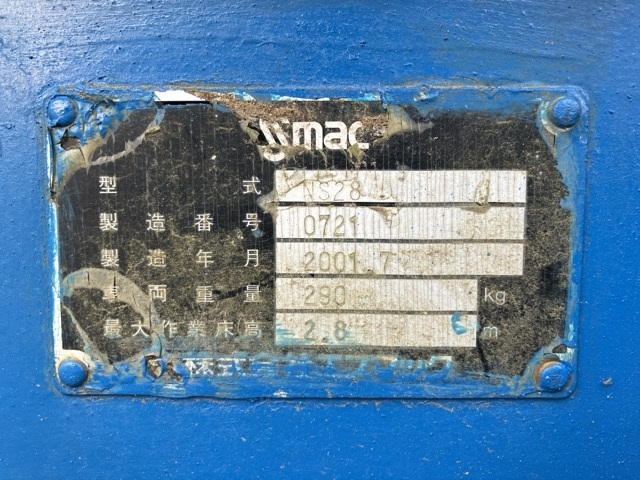 mac
型式 NS28
製造番号 0721
製造年月 2001.7
車両重量 290 kg
最大作業床高 2.8 m